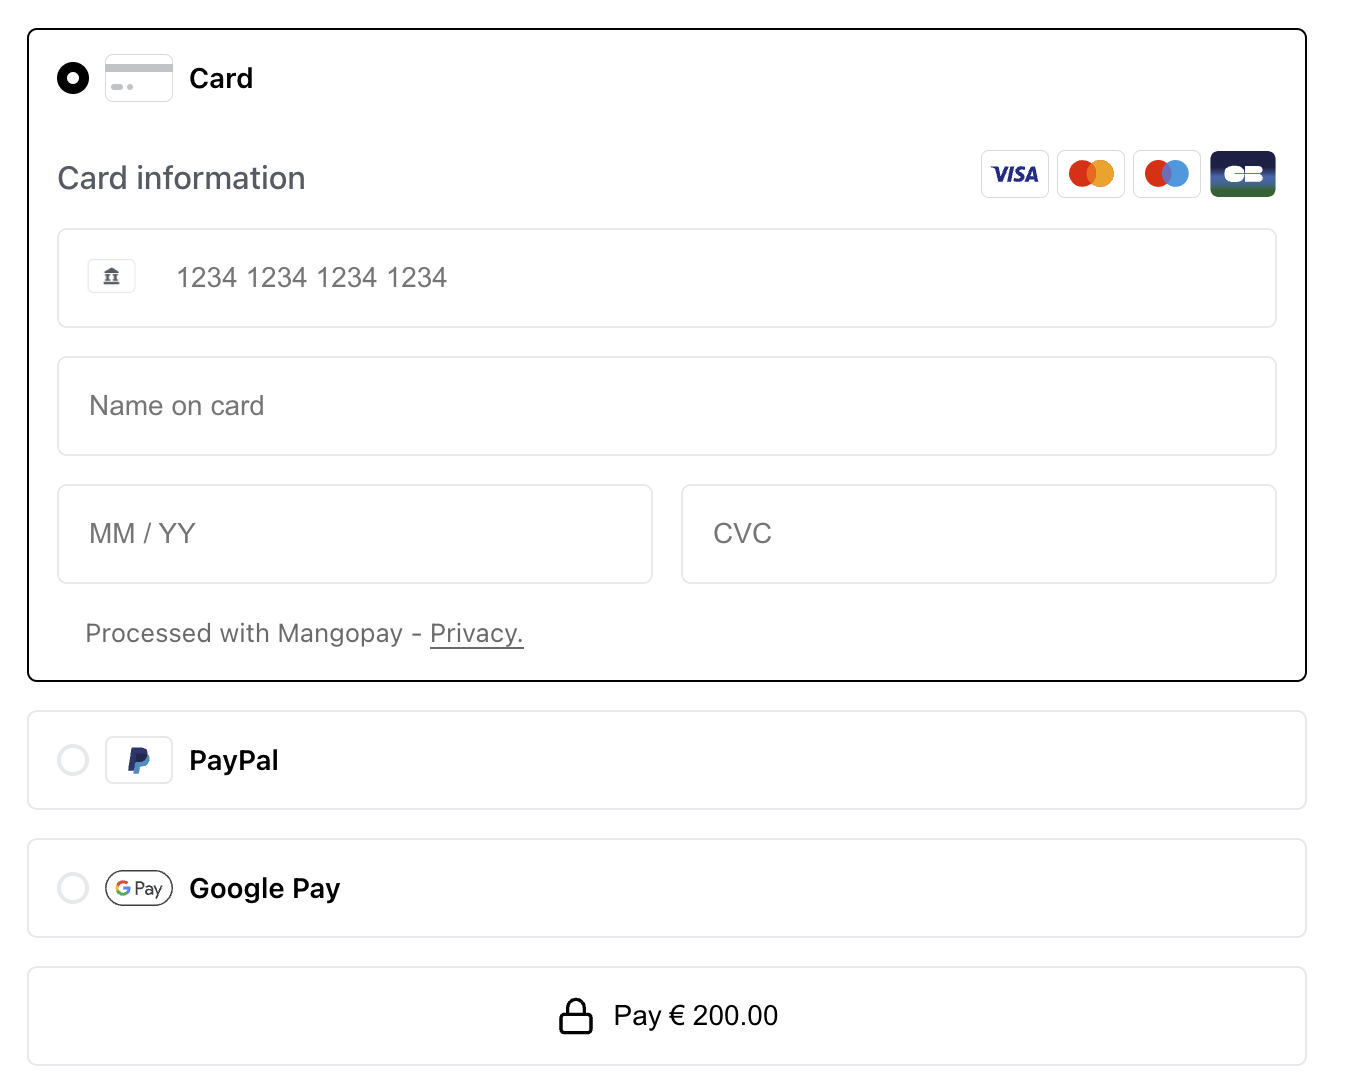 Card
Card information
VISA
CB
1234 1234 1234 1234
Name on card
MM / YY
CVC
Processed with Mangopay - Privacy.
PayPal
G Pay
Google Pay
Pay € 200.00